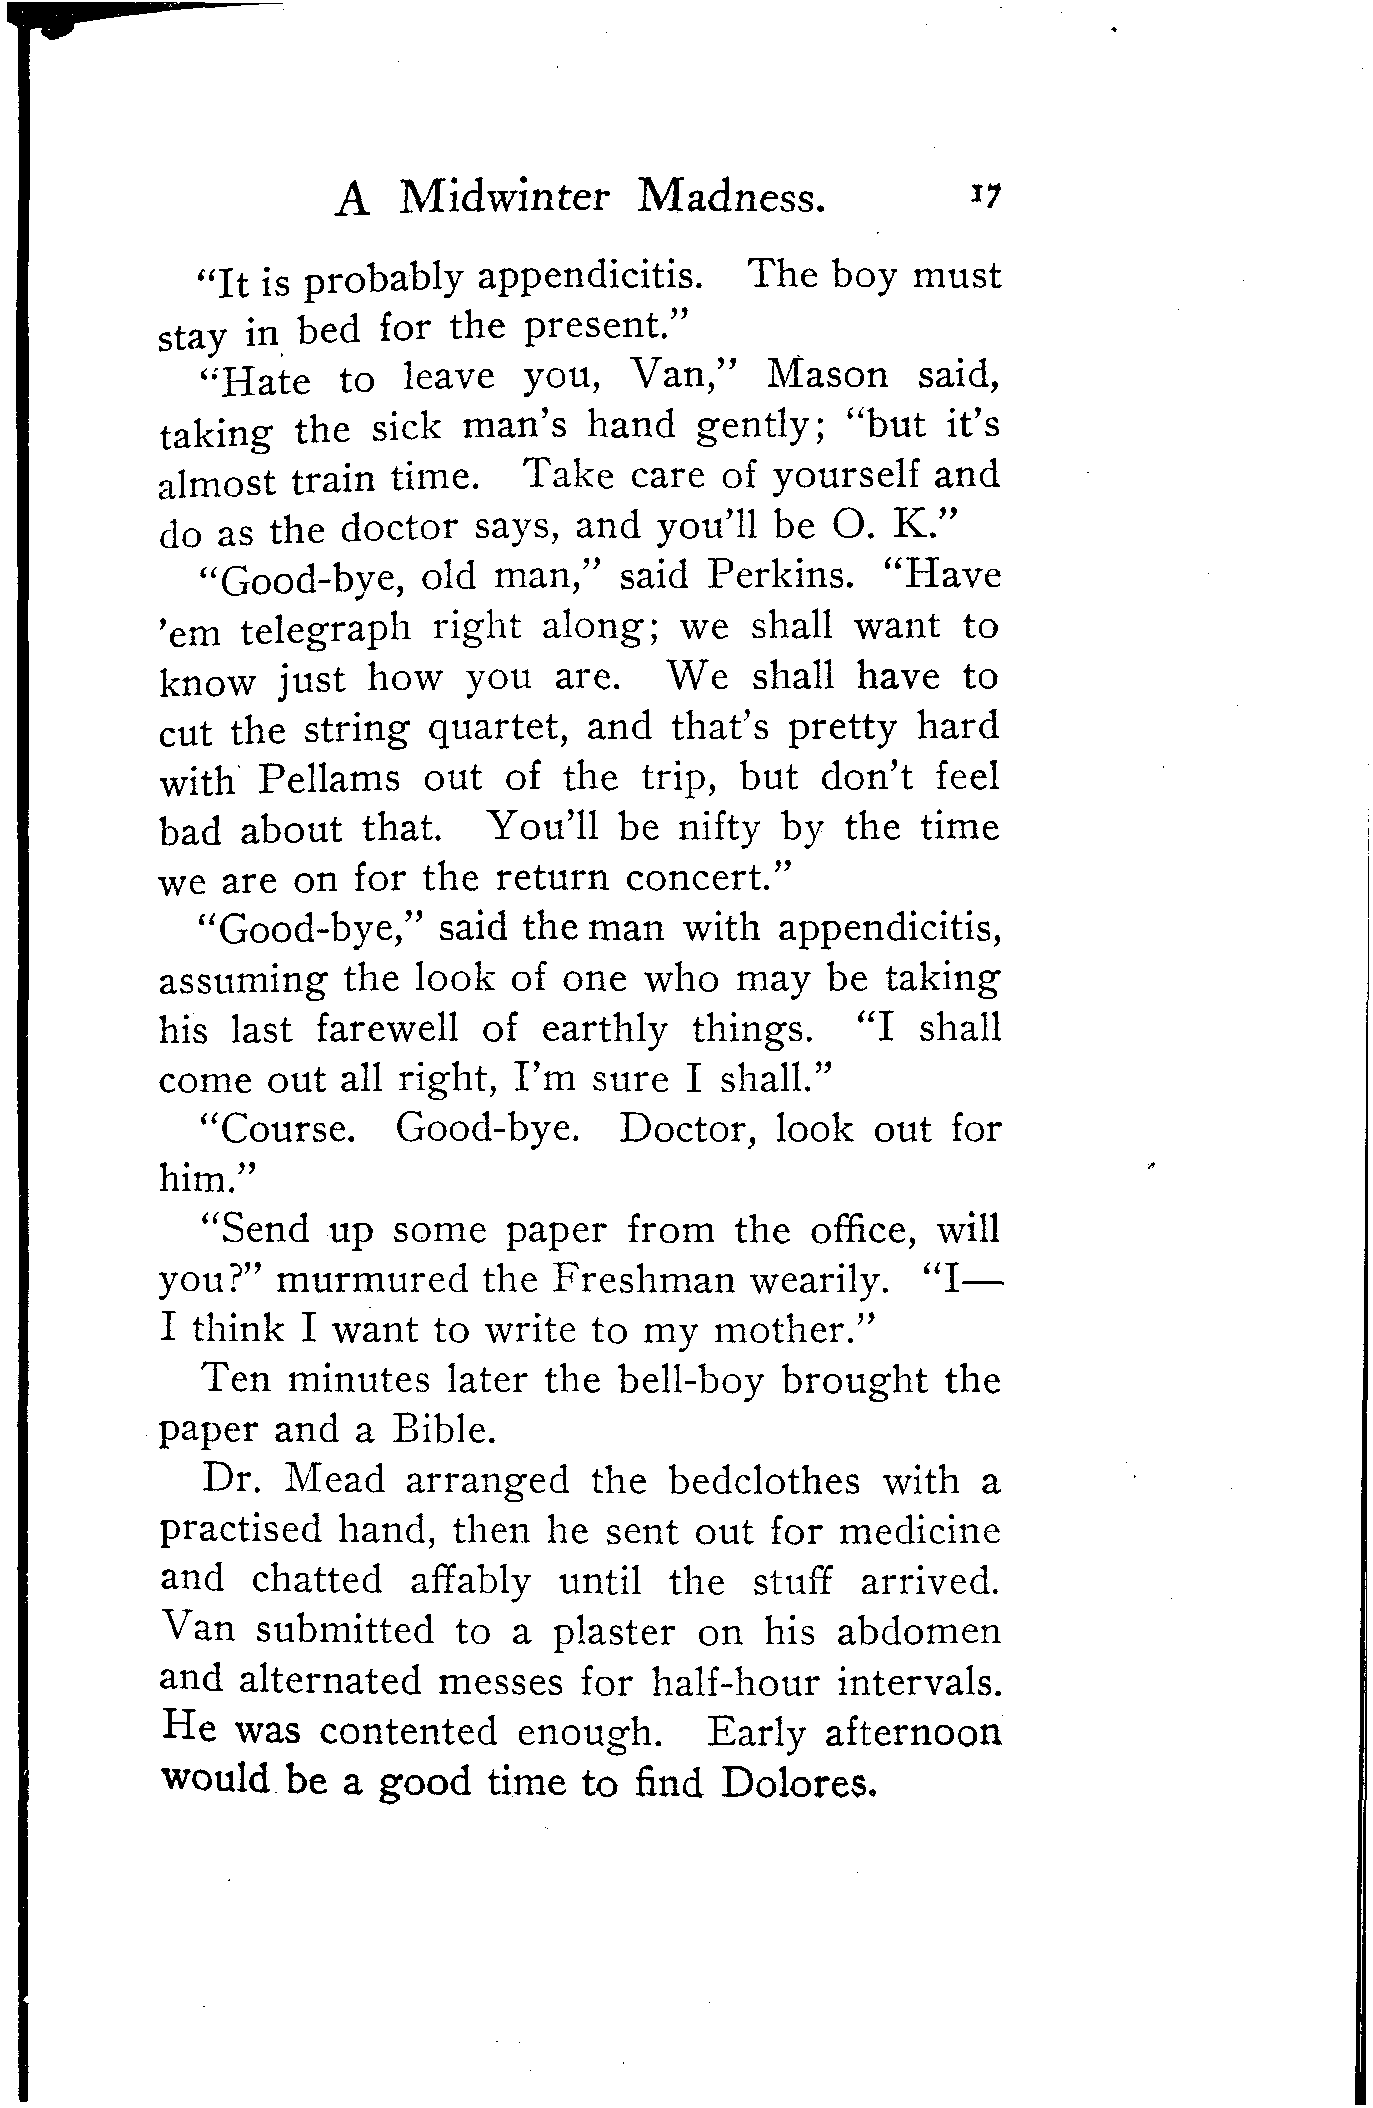 A Midwinter Madness. 17
“It is probably appendicitis. The boy must
stay in bed for the present.”
“Hate to leave you, Van,” Mason said,
taking the sick man’s hand gently; “but it’s
almost train time. Take care of yourself and
do as the doctor says, and you’ll be O. K.”
“Good-bye, old man,” said Perkins. “Have
’em telegraph right along; we shall want to
know just how you are. We shall have to
cut the string quartet, and that’s pretty hard
with Pellams out of the trip, but don’t feel
bad about that. You’ll be nifty by the time
we are on for the return concert.”
“Good-bye,” said the man with appendicitis,
assuming the look of one who may be taking
his last farewell of earthly things. “I shall
come out all right, I’m sure I shall.”
“Course. Good-bye. Doctor, look out for
him.”
“Send up some paper from the office, will
you?” murmured the Freshman wearily. “I—
I think I want to write to my mother.”
Ten minutes later the bell-boy brought the
paper and a Bible.
Dr. Mead arranged the bedclothes with a
practised hand, then he sent out for medicine
and chatted affably until the stuff arrived.
Van submitted to a plaster on his abdomen
and alternated messes for half-hour intervals.
He was contented enough. Early afternoon
would be a good time to find Dolores.